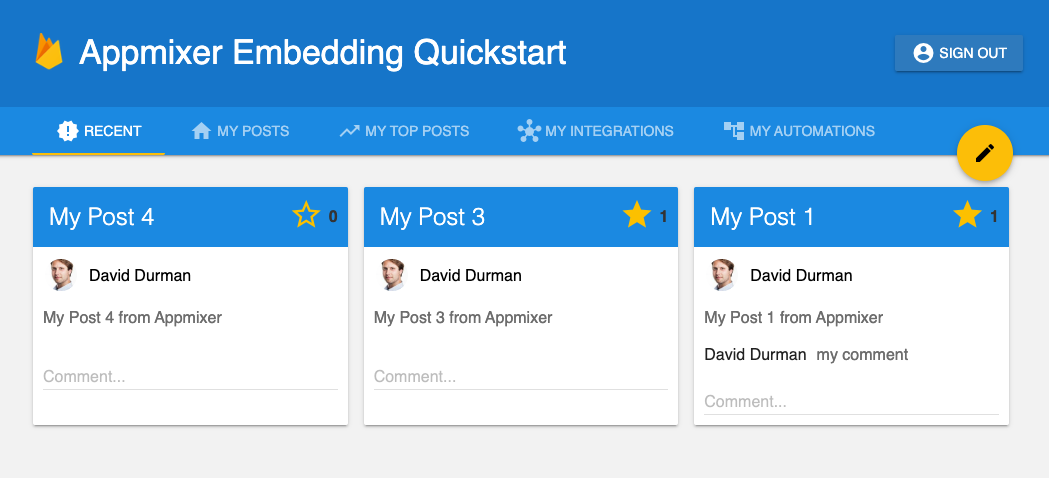 Appmixer Embedding Quickstart
SIGN OUT
RECENT
MY POSTS
MY TOP POSTS
MY INTEGRATIONS
MY AUTOMATIONS
My Post 4
0
David Durman
My Post 4 from Appmixer
Comment...
My Post 3
1
David Durman
My Post 3 from Appmixer
Comment...
My Post 1
1
David Durman
My Post 1 from Appmixer
David Durman my comment
Comment...